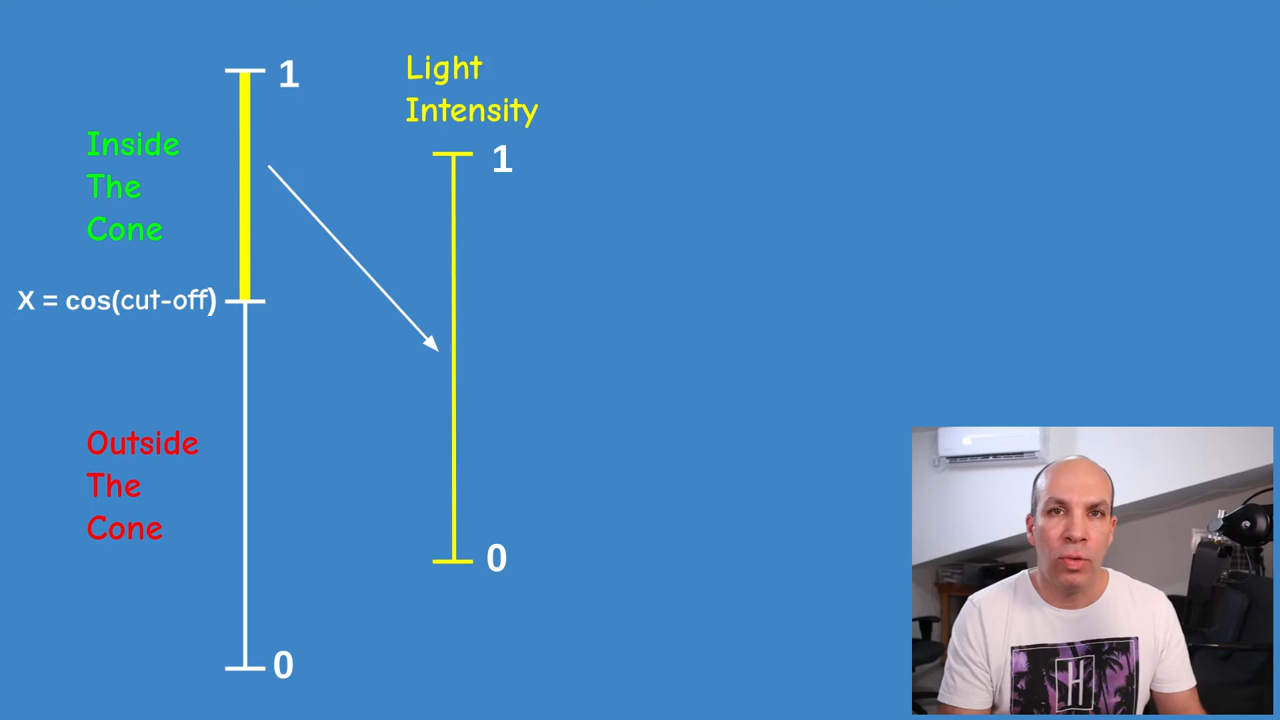 1
Light
Intensity
Inside
The
Cone
1
X = cos(cut-off)
Outside
The
Cone
0
0
H